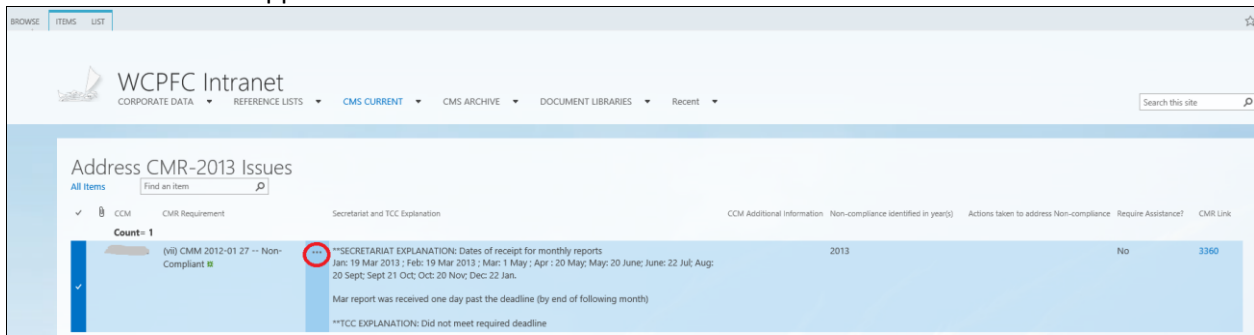 BROWSE ITEMS LIST
WCPFC Intranet
CORPORATE DATA REFERENCE LISTS CMS CURRENT CMS ARCHIVE DOCUMENT LIBRARIES Recent
Search this site
Address CMR-2013 Issues
All Items Find an item
CCM CMR Requirement Secretariat and TCC Explanation CCM Additional Information Non-compliance identified in year(s) Actions taken to address Non-compliance Require Assistance? CMR Link
Count= 1
(vii) CMM 2012-01 27 -- Non-Compliant ... **SECRETARIAT EXPLANATION: Dates of receipt for monthly reports 2013 No 3360
Jan: 19 Mar 2013 ; Feb: 19 Mar 2013 ; Mar: 1 May ; Apr : 20 May; May: 20 June; June: 22 Jul; Aug:
20 Sept; Sept 21 Oct; Oct: 20 Nov; Dec: 22 Jan.
Mar report was received one day past the deadline (by end of following month)
**TCC EXPLANATION: Did not meet required deadline